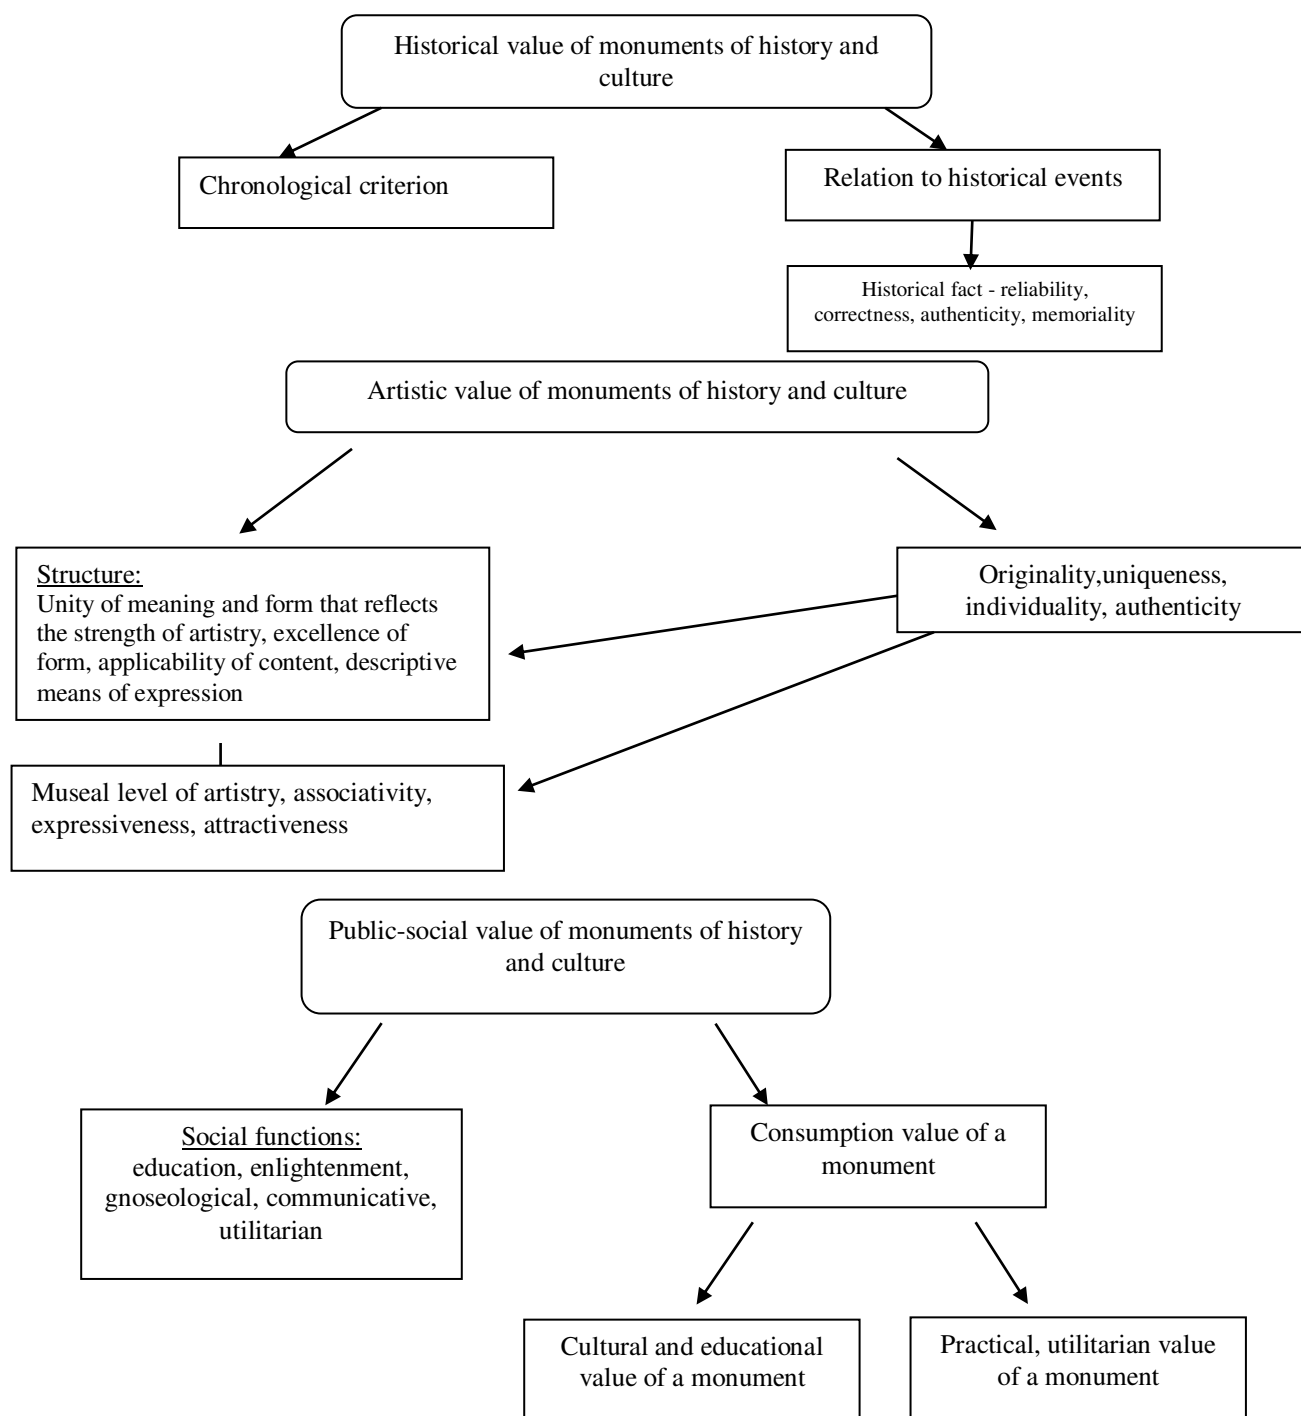 Historical value of monuments of history and
culture
Chronological criterion
Relation to historical events
Historical fact - reliability,
correctness, authenticity, memoriality
Artistic value of monuments of history and culture
Structure:
Unity of meaning and form that reflects
the strength of artistry, excellence of
form, applicability of content, descriptive
means of expression
Originality,uniqueness,
individuality, authenticity
Museal level of artistry, associativity,
expressiveness, attractiveness
Public-social value of monuments of history
and culture
Social functions:
education, enlightenment,
gnoseological, communicative,
utilitarian
Consumption value of a
monument
Cultural and educational
value of a monument
Practical, utilitarian value
of a monument